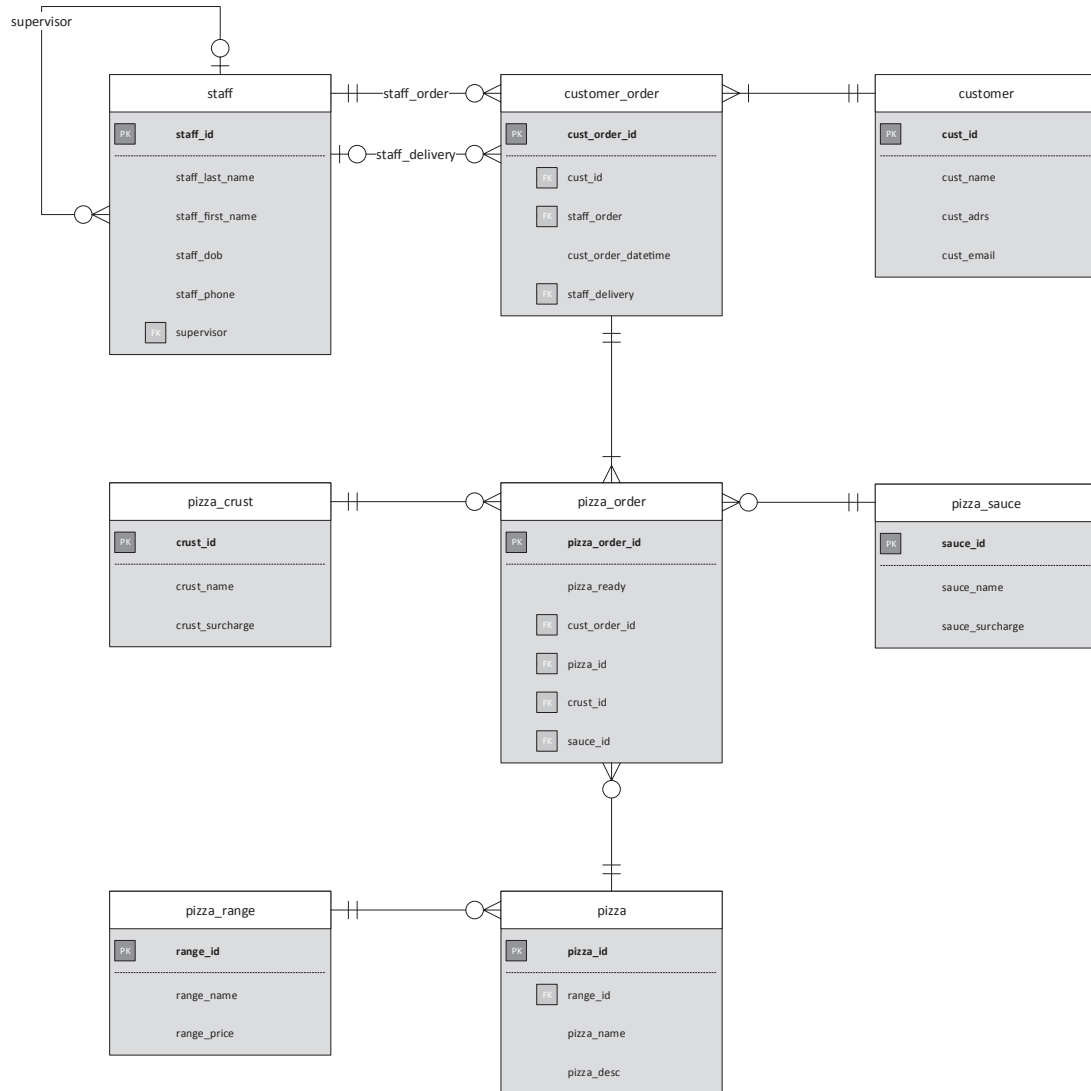 supervisor
staff
PK staff_id
staff_last_name
staff_first_name
staff_dob
staff_phone
FK supervisor
staff_order
staff_delivery
customer_order
PK cust_order_id
FK cust_id
FK staff_order
cust_order_datetime
FK staff_delivery
customer
PK cust_id
cust_name
cust_adrs
cust_email
pizza_crust
PK crust_id
crust_name
crust_surcharge
pizza_order
PK pizza_order_id
pizza_ready
FK cust_order_id
FK pizza_id
FK crust_id
FK sauce_id
pizza_sauce
PK sauce_id
sauce_name
sauce_surcharge
pizza_range
PK range_id
range_name
range_price
pizza
PK pizza_id
FK range_id
pizza_name
pizza_desc